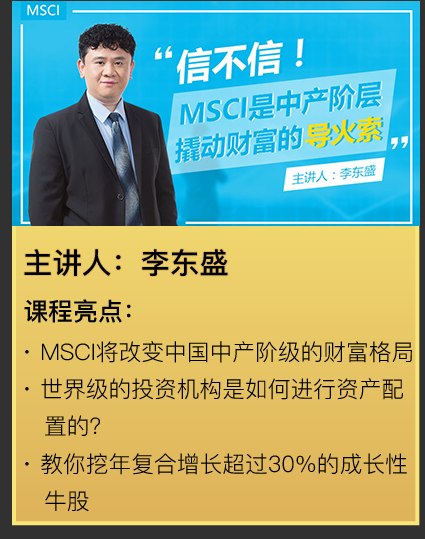 MSCI
“信不信！
MSCI是中产阶层
撬动财富的导火索”
主讲人：李东盛
主讲人：李东盛
课程亮点：
· MSCI将改变中国中产阶级的财富格局
· 世界级的投资机构是如何进行资产配
置的？
· 教你挖年复合增长超过30%的成长性
牛股